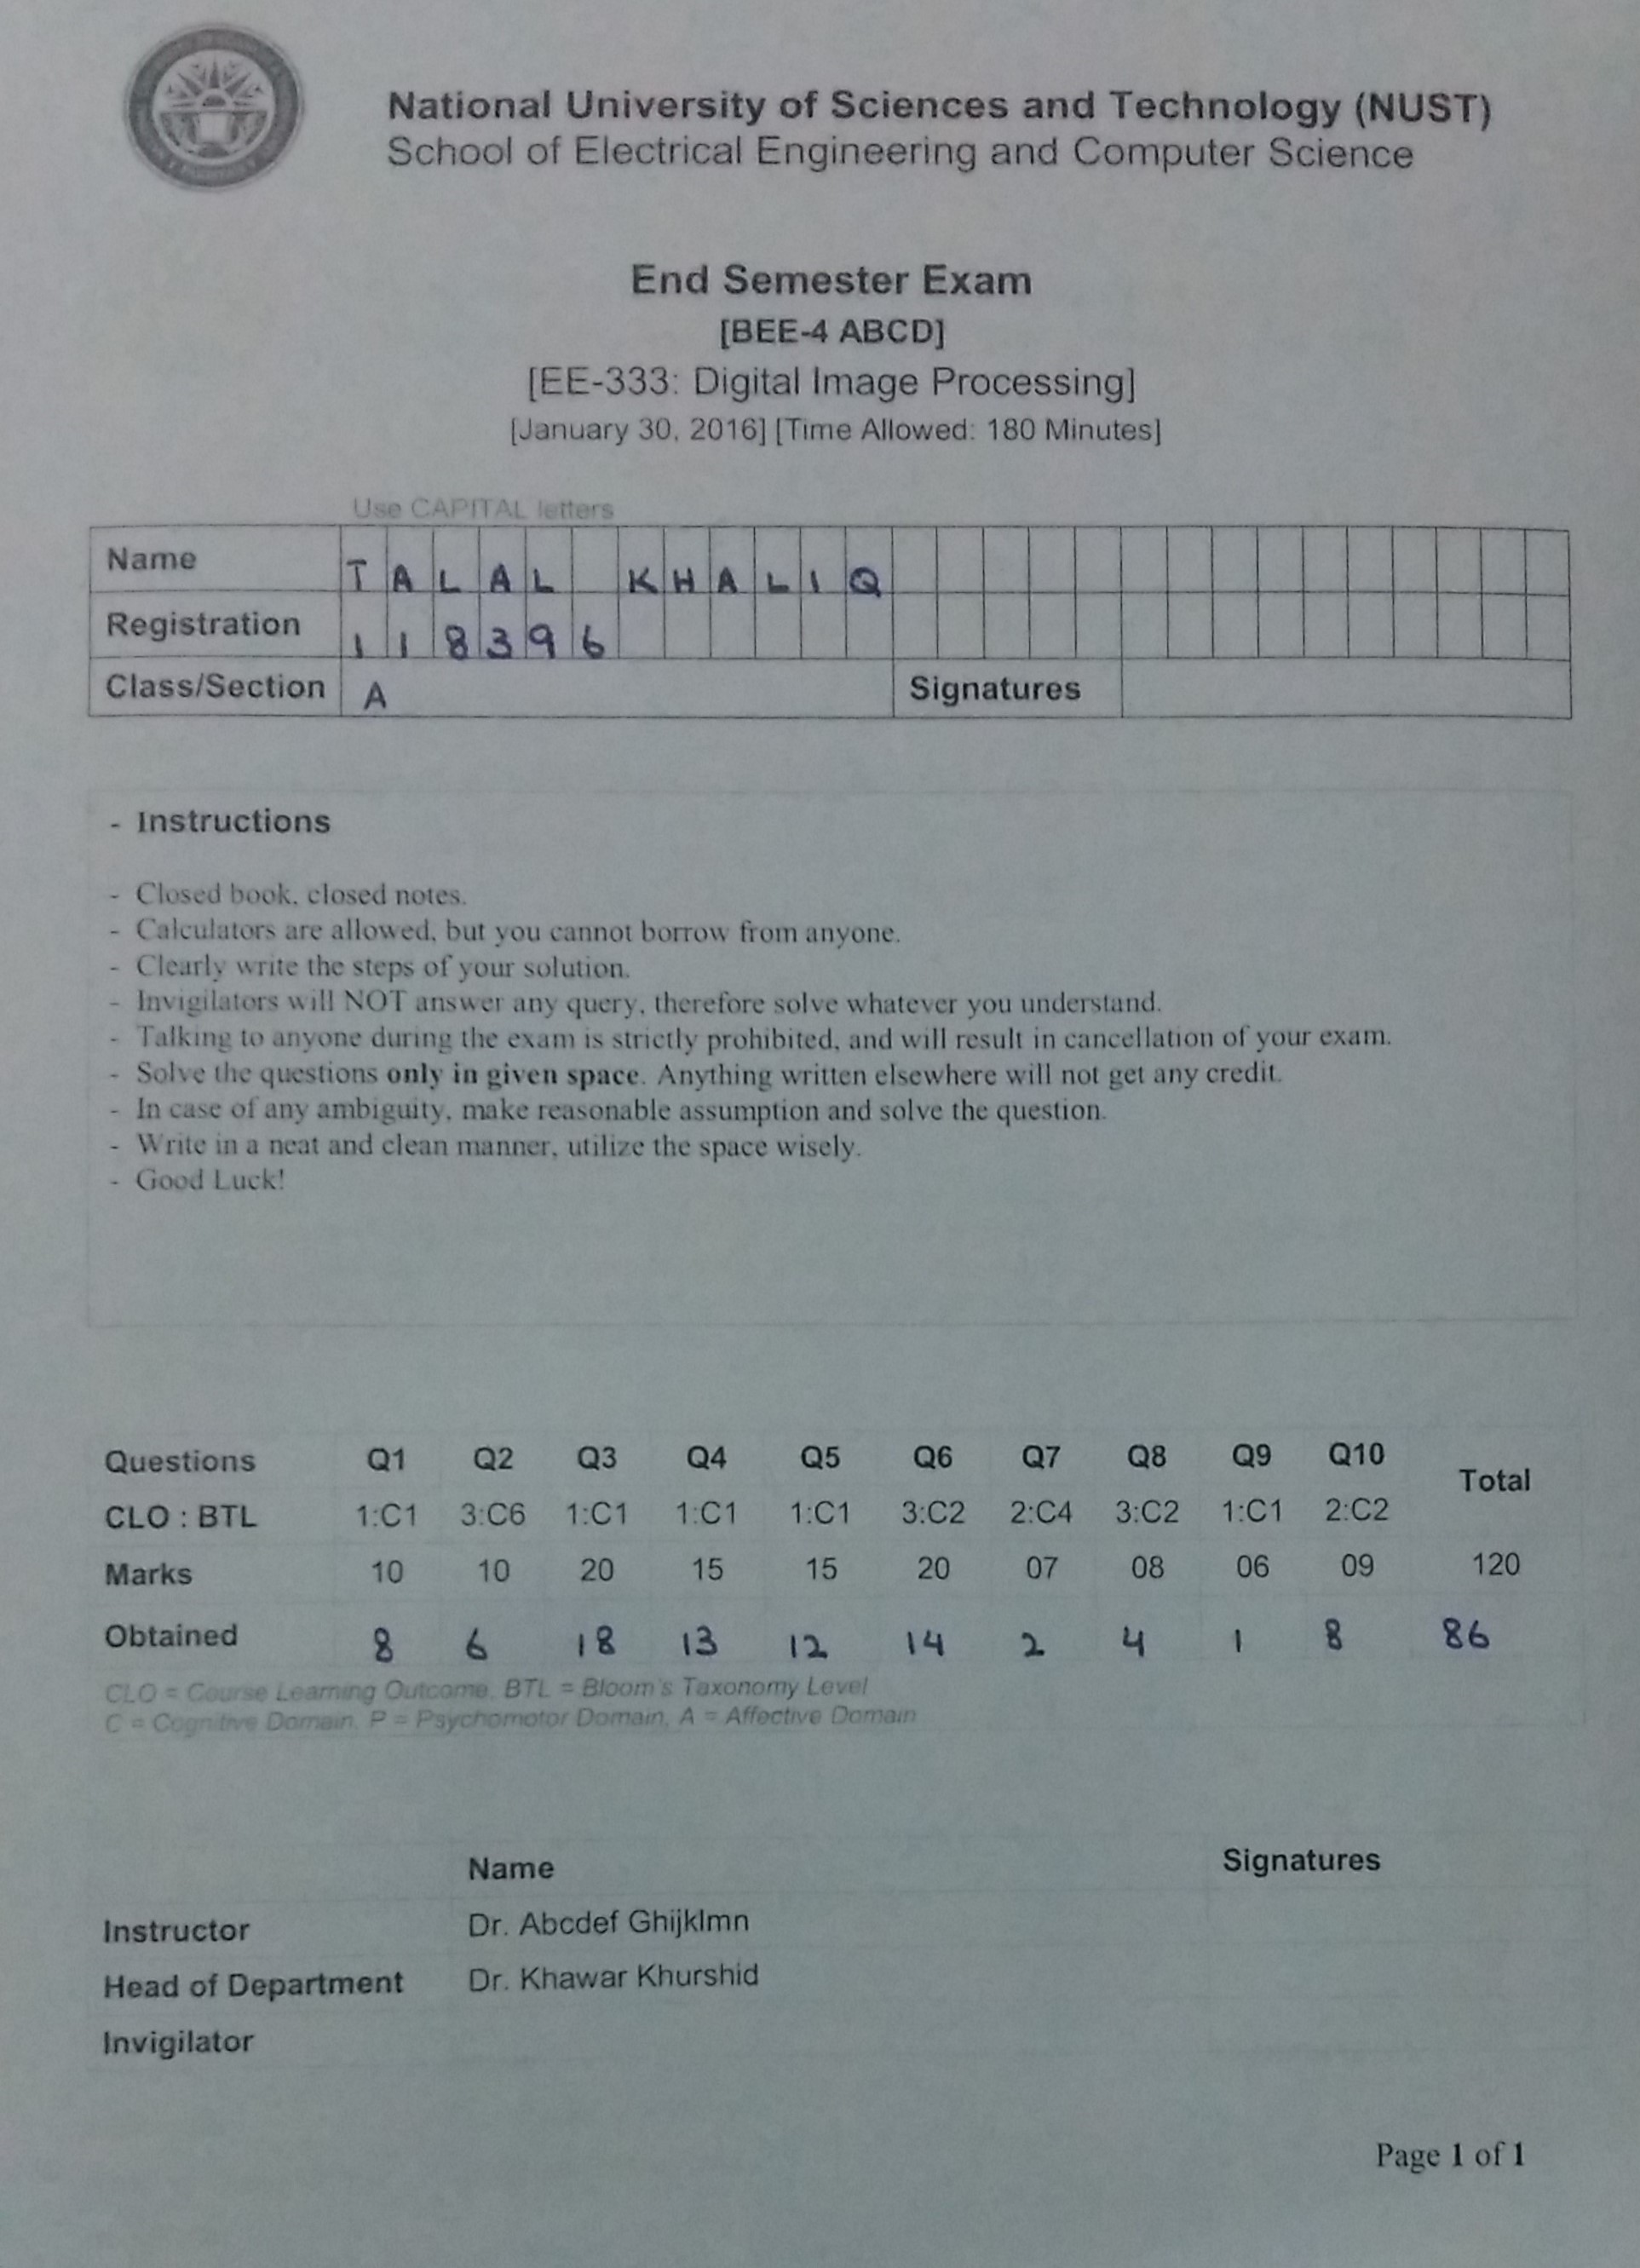 National University of Sciences and Technology (NUST)
School of Electrical Engineering and Computer Science
End Semester Exam
[BEE-4 ABCD]
[EE-333: Digital Image Processing]
[January 30, 2016] [Time Allowed: 180 Minutes]
Use CAPITAL letters
Name TALAL KHALIQ
Registration 118396
Class/Section A Signatures
- Instructions
- Closed book, closed notes.
- Calculators are allowed, but you cannot borrow from anyone.
- Clearly write the steps of your solution.
- Invigilators will NOT answer any query, therefore solve whatever you understand.
- Talking to anyone during the exam is strictly prohibited, and will result in cancellation of your exam.
- Solve the questions only in given space. Anything written elsewhere will not get any credit.
- In case of any ambiguity, make reasonable assumption and solve the question.
- Write in a neat and clean manner, utilize the space wisely.
- Good Luck!
Questions Q1 Q2 Q3 Q4 Q5 Q6 Q7 Q8 Q9 Q10 Total
CLO : BTL 1:C1 3:C6 1:C1 1:C1 1:C1 3:C2 2:C4 3:C2 1:C1 2:C2
Marks 10 10 20 15 15 20 07 08 06 09 120
Obtained 8 6 18 13 12 14 2 4 1 8 86
CLO = Course Learning Outcome, BTL = Bloom's Taxonomy Level
C = Cognitive Domain, P = Psychomotor Domain, A = Affective Domain
Name Signatures
Instructor Dr. Abcdef Ghijklmn
Head of Department Dr. Khawar Khurshid
Invigilator
Page 1 of 1